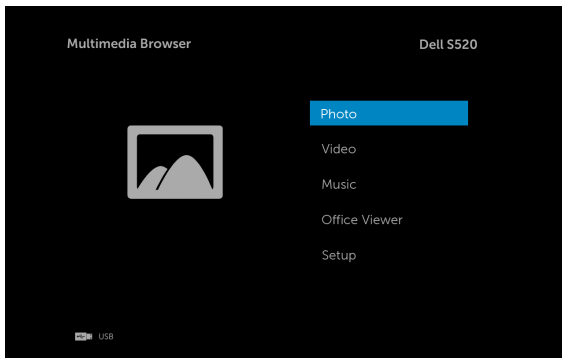 Multimedia Browser
Dell S520
Photo
Video
Music
Office Viewer
Setup
USB